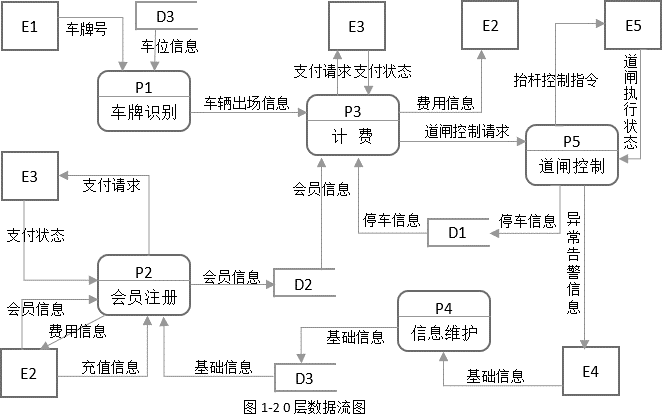 E1
车牌号
D3
车位信息
E3
E2
E5
支付请求
支付状态
抬杆控制指令
道闸执行状态
P1
车牌识别
车辆出场信息
P3
计 费
费用信息
道闸控制请求
P5
道闸控制
E3
支付请求
会员信息
停车信息
D1
停车信息
异常告警信息
支付状态
P2
会员注册
会员信息
D2
会员信息
费用信息
P4
信息维护
基础信息
E2
充值信息
基础信息
D3
基础信息
E4
图 1-2 0 层数据流图